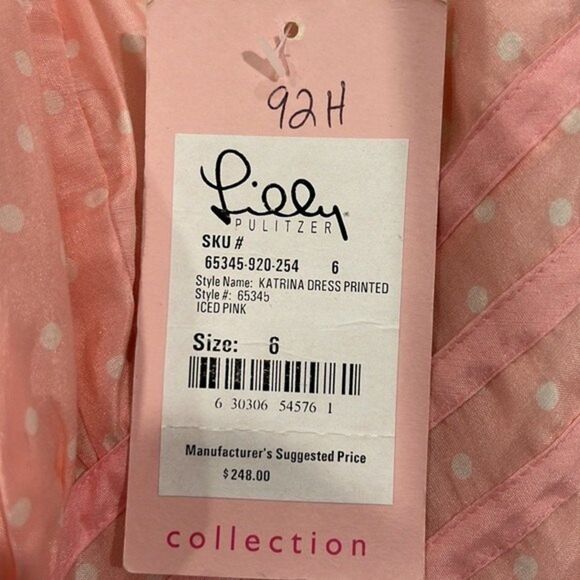 92H
Lilly
PULITZER
SKU #
65345-920-254 6
Style Name: KATRINA DRESS PRINTED
Style #: 65345
ICED PINK
Size: 6
6 30306 54576 1
Manufacturer's Suggested Price
$248.00
collection